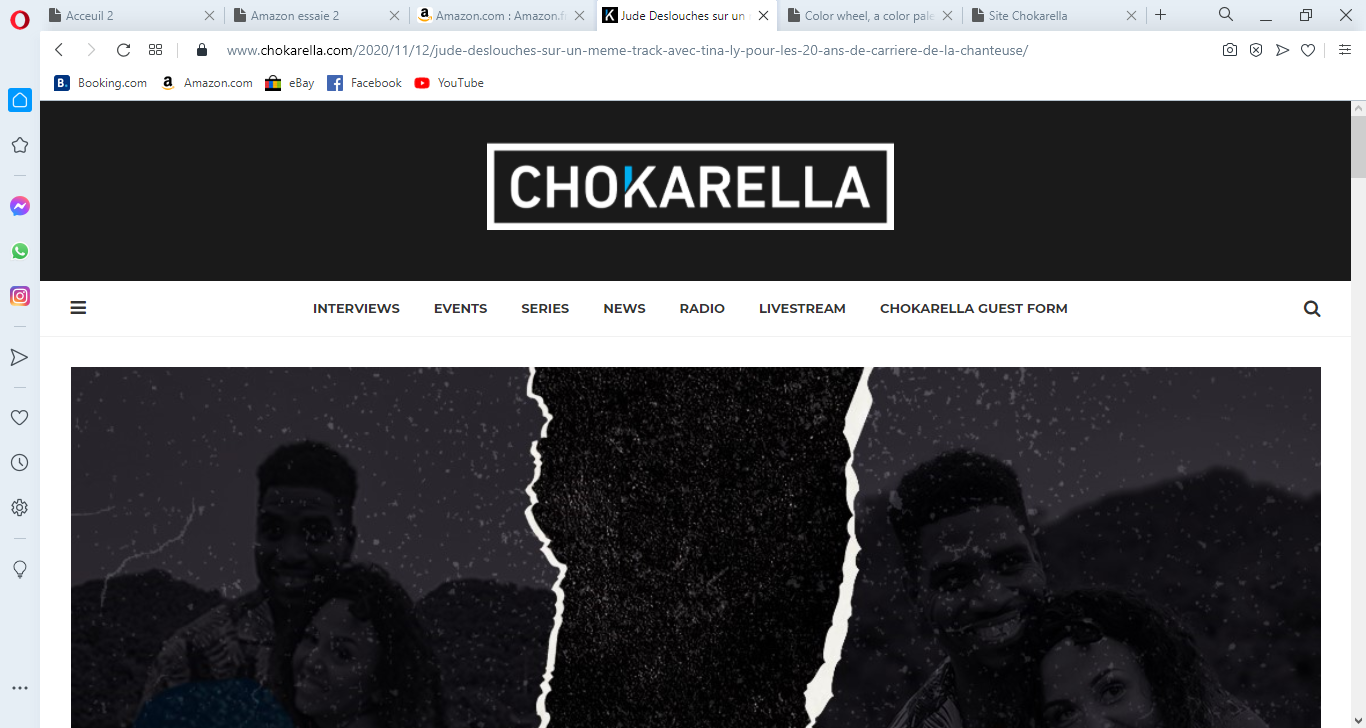 Acceuil 2
Amazon essaie 2
Amazon.com : Amazon.f
Jude Deslouches sur un
Color wheel, a color pale
Site Chokarella
www.chokarella.com/2020/11/12/jude-deslouches-sur-un-meme-track-avec-tina-ly-pour-les-20-ans-de-carriere-de-la-chanteuse/
B. Booking.com
a Amazon.com
eBay
Facebook
YouTube
CHOKARELLA
INTERVIEWS
EVENTS
SERIES
NEWS
RADIO
LIVESTREAM
CHOKARELLA GUEST FORM